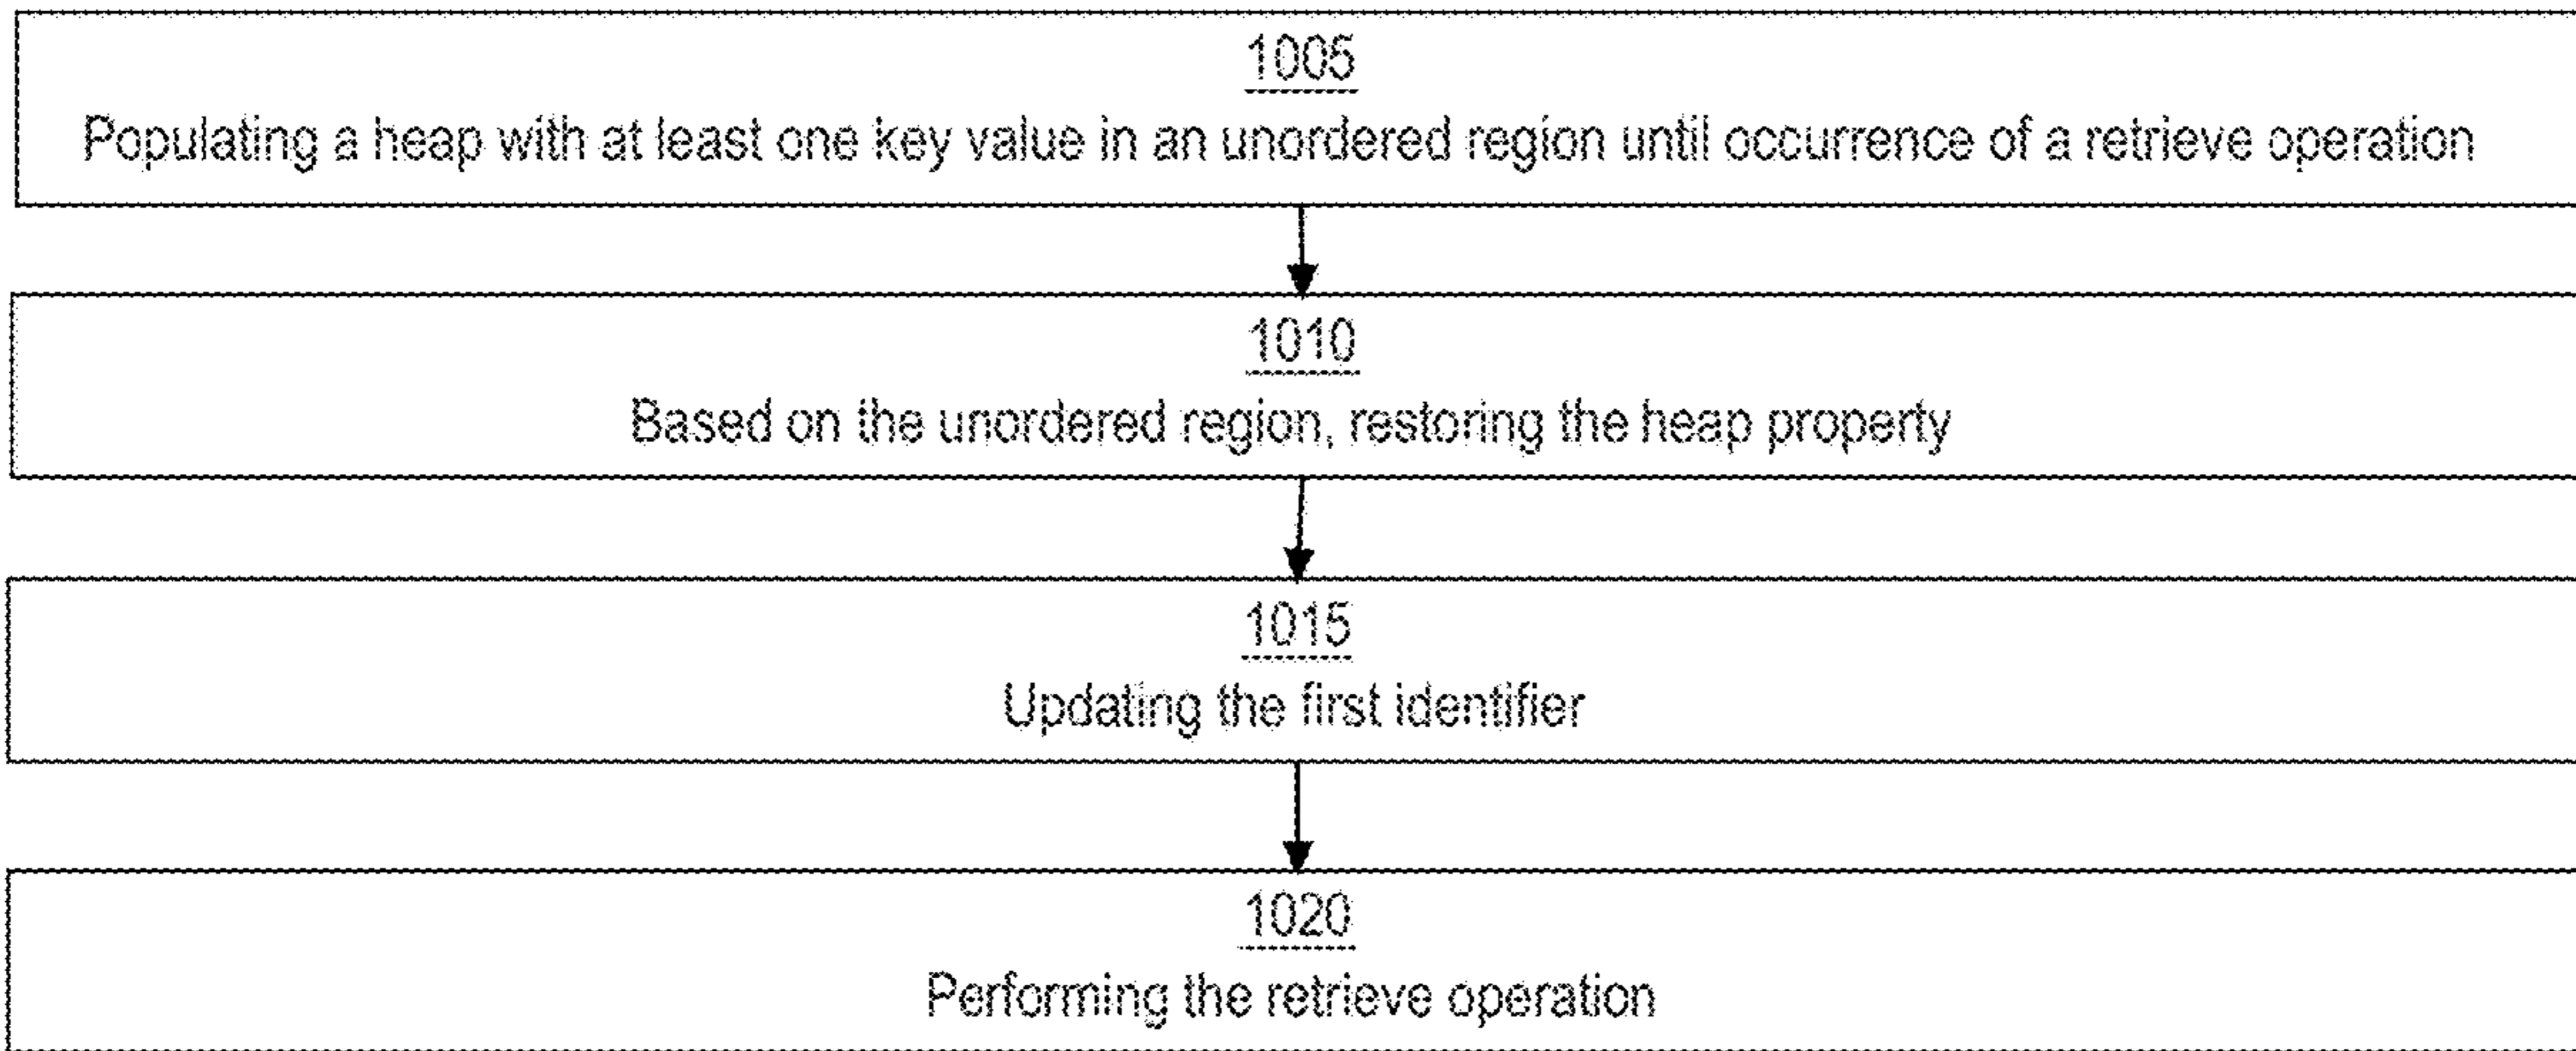 1005
Populating a heap with at least one key value in an unordered region until occurrence of a retrieve operation
1010
Based on the unordered region, restoring the heap property
1015
Updating the first identifier
1020
Performing the retrieve operation